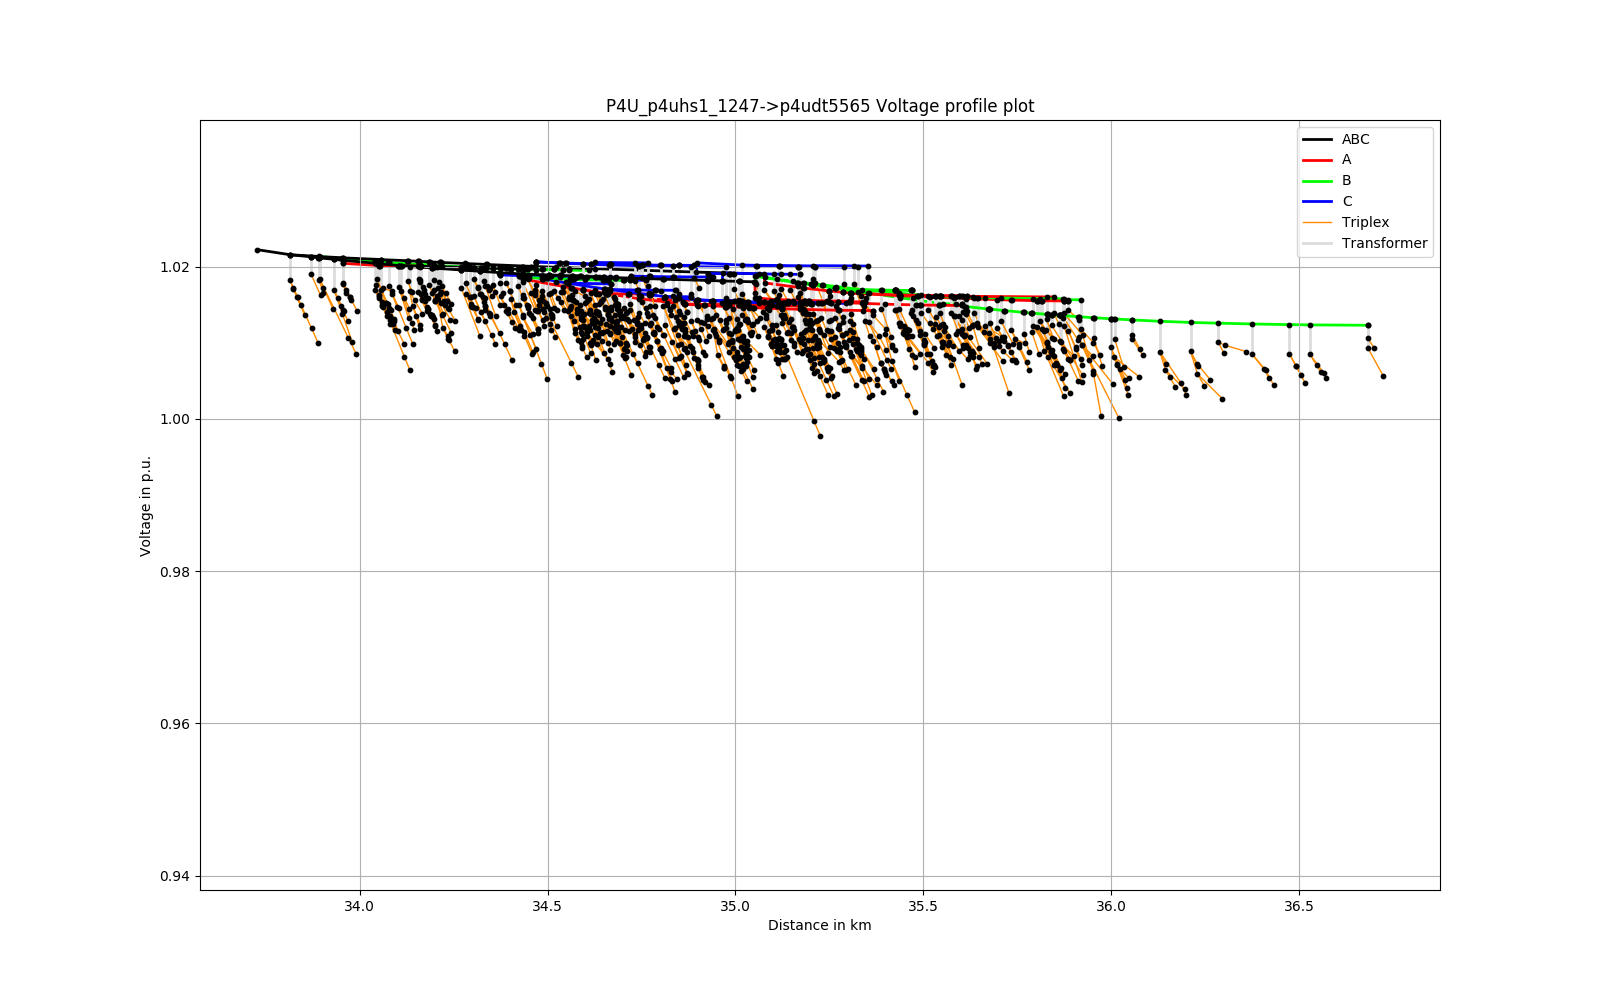 P4U_p4uhs1_1247->p4udt5565 Voltage profile plot
ABC
A
B
C
Triplex
Transformer
Voltage in p.u.
1.02
1.00
0.98
0.96
0.94
34.0
34.5
35.0
35.5
36.0
36.5
Distance in km